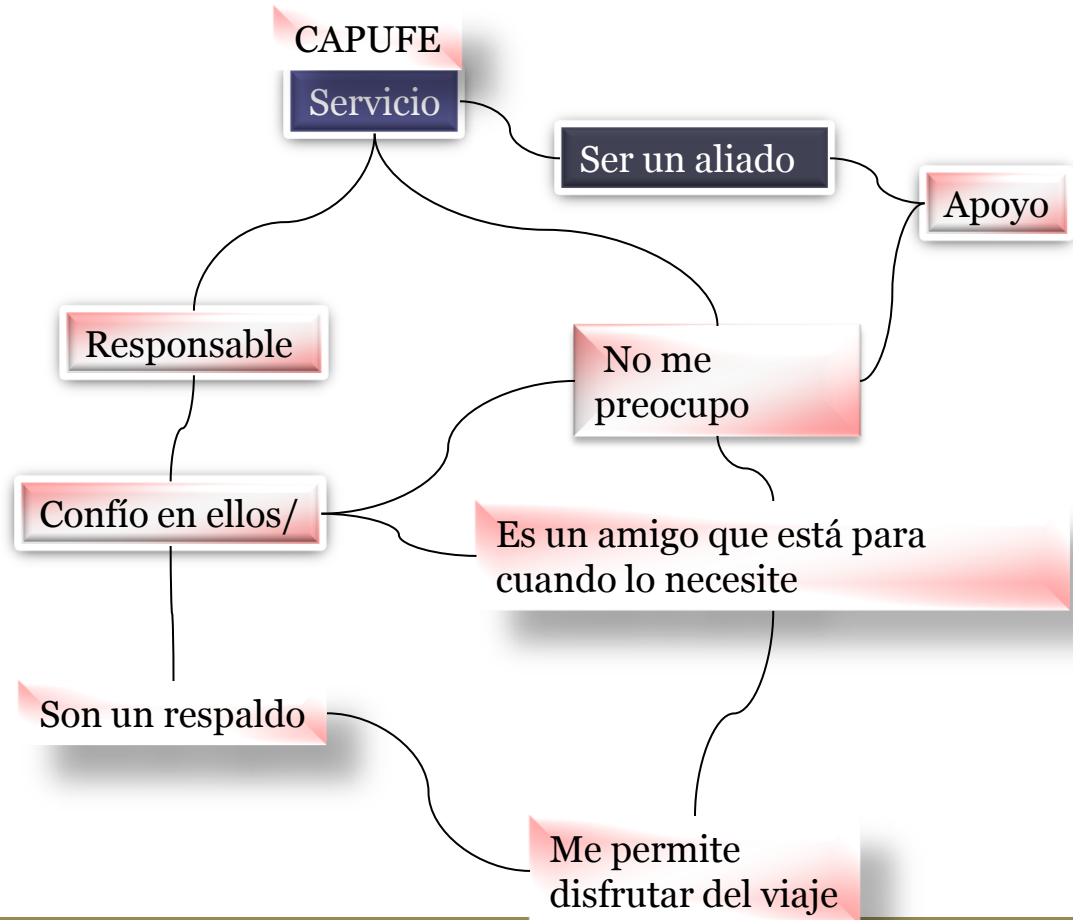 CAPUFE
Servicio
Ser un aliado
Apoyo
Responsable
No me
preocupo
Confío en ellos/
Es un amigo que está para
cuando lo necesite
Son un respaldo
Me permite
disfrutar del viaje